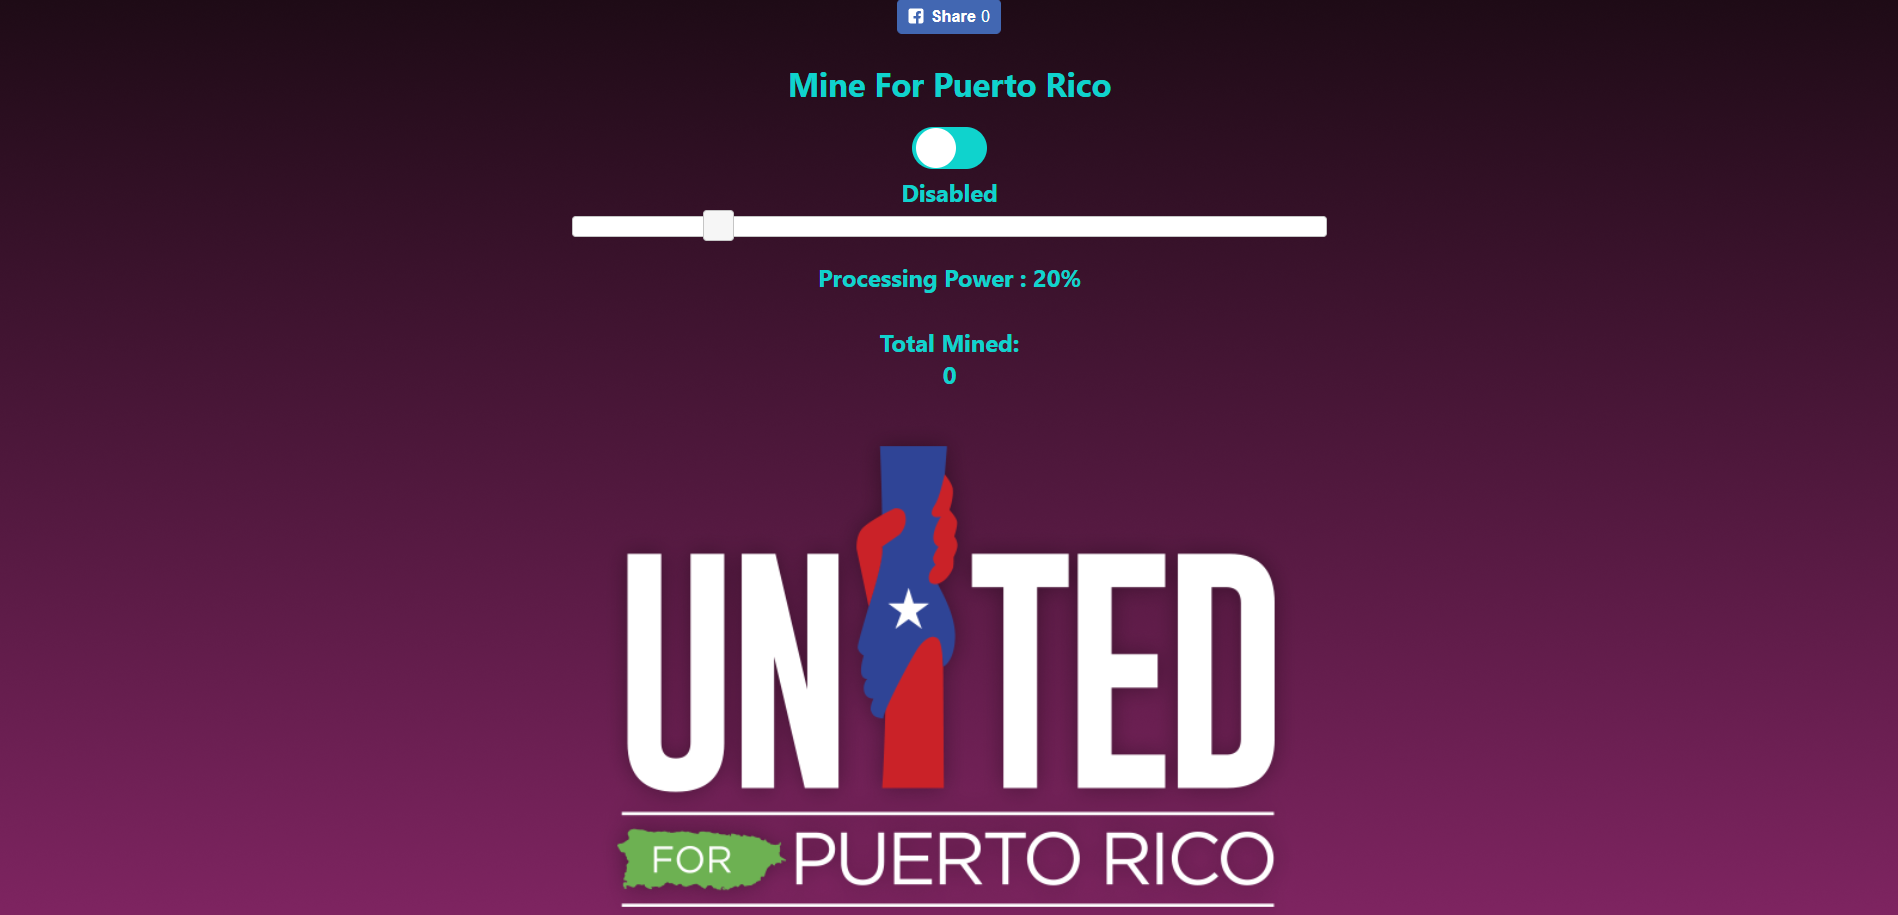 Share 0
Mine For Puerto Rico
Disabled
Processing Power : 20%
Total Mined:
0
UNITED
FOR PUERTO RICO